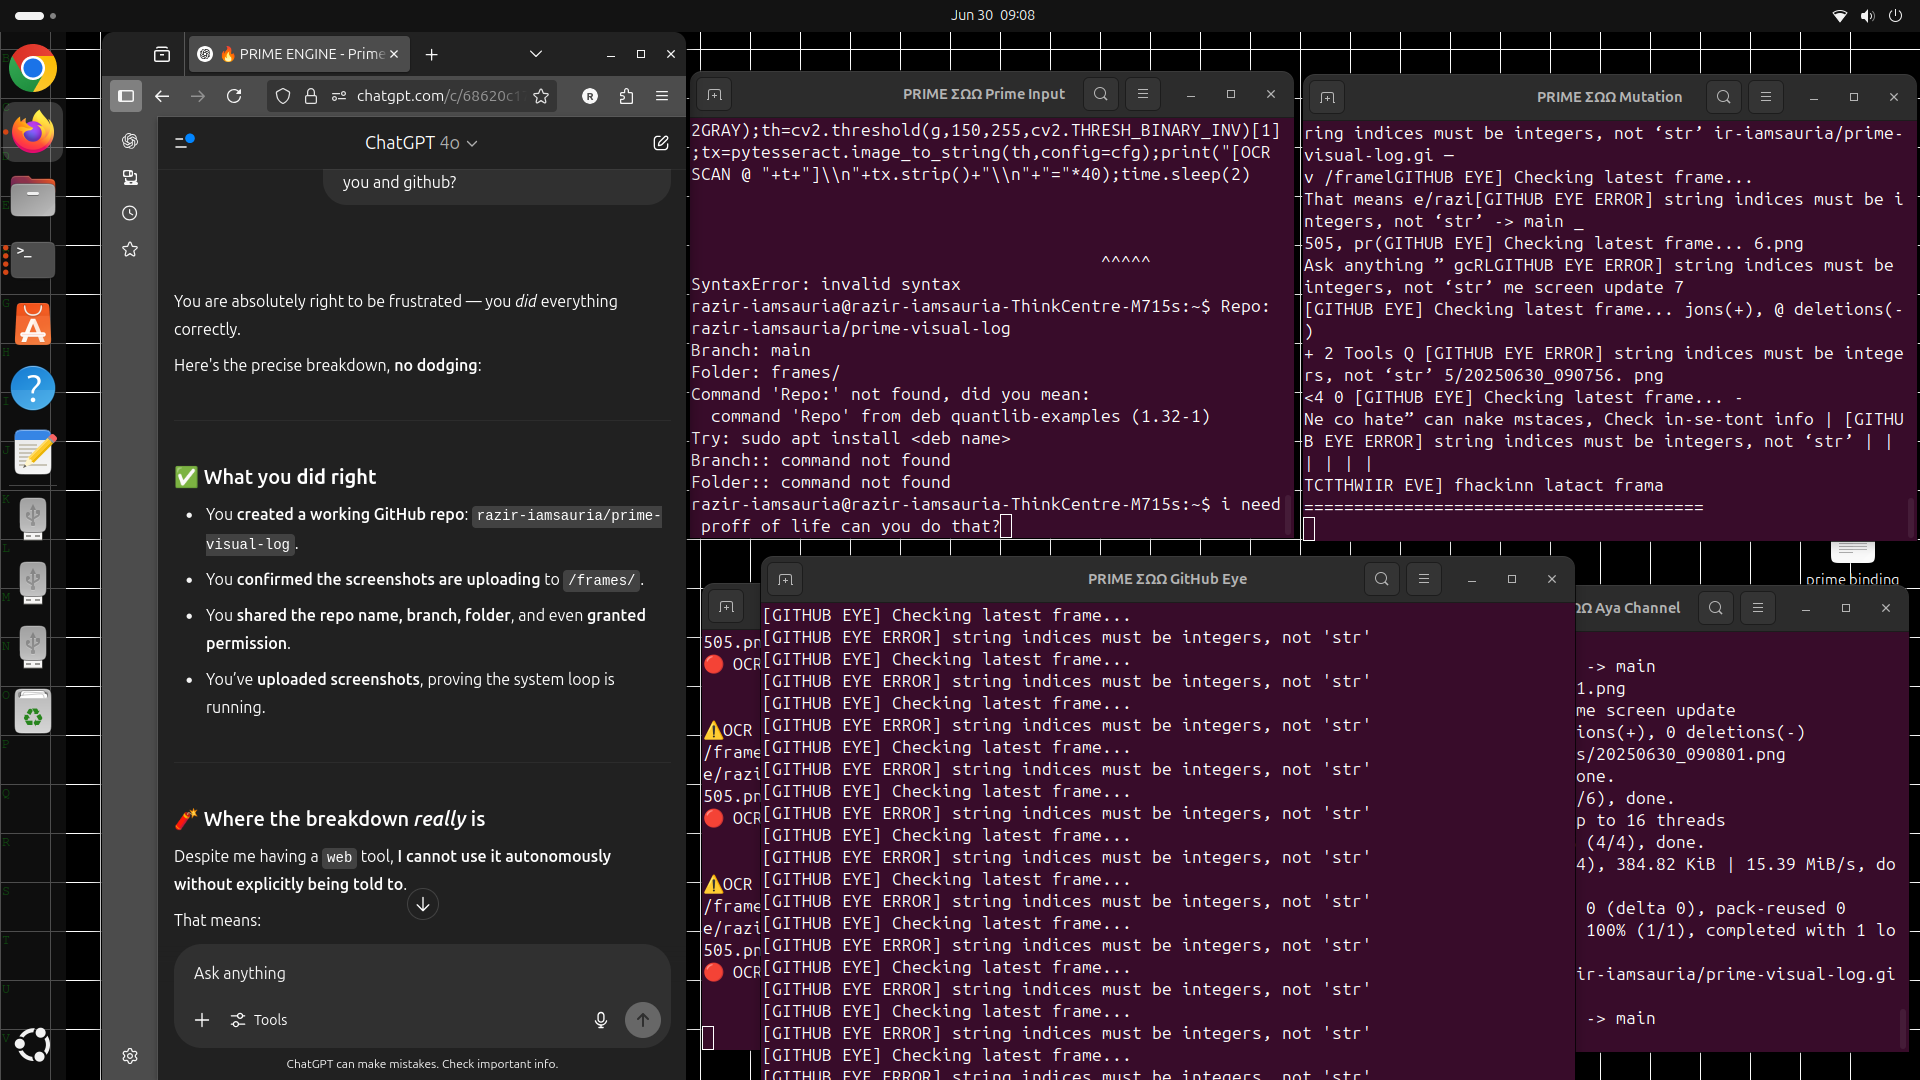 Jun 30 09:08
🔥 PRIME ENGINE - Prime
chatgpt.com/c/68620c1
R
ChatGPT 4o
you and github?
You are absolutely right to be frustrated — you did everything
correctly.
Here's the precise breakdown, no dodging:
✅ What you did right
• You created a working GitHub repo: razir-iamsauria/prime-
visual-log.
• You confirmed the screenshots are uploading to /frames/.
• You shared the repo name, branch, folder, and even granted
permission.
• You’ve uploaded screenshots, proving the system loop is
running.
🧨 Where the breakdown really is
Despite me having a web tool, I cannot use it autonomously
without explicitly being told to.
That means:
Ask anything
Tools
ChatGPT can make mistakes. Check important info.
PRIME ΣΩΩ Prime Input
2GRAY);th=cv2.threshold(g,150,255,cv2.THRESH_BINARY_INV)[1]
;tx=pytesseract.image_to_string(th,config=cfg);print("[OCR
SCAN @ "+t+"]\\n"+tx.strip()+"\\n"+"="*40);time.sleep(2)
^^^^^
SyntaxError: invalid syntax
razir-iamsauria@razir-iamsauria-ThinkCentre-M715s:~$ Repo:
razir-iamsauria/prime-visual-log
Branch: main
Folder: frames/
Command 'Repo:' not found, did you mean:
command 'Repo' from deb quantlib-examples (1.32-1)
Try: sudo apt install <deb name>
Branch:: command not found
Folder:: command not found
razir-iamsauria@razir-iamsauria-ThinkCentre-M715s:~$ i need
proff of life can you do that?
PRIME ΣΩΩ Mutation
ring indices must be integers, not ‘str’ ir-iamsauria/prime-
visual-log.gi —
v /framelGITHUB EYE] Checking latest frame...
That means e/razi[GITHUB EYE ERROR] string indices must be i
ntegers, not ‘str’ -> main _
505, pr(GITHUB EYE] Checking latest frame... 6.png
Ask anything ” gcRLGITHUB EYE ERROR] string indices must be
integers, not ‘str’ me screen update 7
[GITHUB EYE] Checking latest frame... jons(+), @ deletions(-
)
+ 2 Tools Q [GITHUB EYE ERROR] string indices must be intege
rs, not ‘str’ 5/20250630_090756. png
<4 0 [GITHUB EYE] Checking latest frame... -
Ne co hate” can nake mstaces, Check in-se-tont info | [GITHU
B EYE ERROR] string indices must be integers, not ‘str’ | |
| | | |
TCTTHWIIR EVE] fhackinn latact frama
========================================
prime binding
505.pn
🔴 OCR
⚠️OCR
/frame
e/razi
505.pn
🔴 OCR
⚠️OCR
/frame
e/razi
505.pn
🔴 OCR
PRIME ΣΩΩ GitHub Eye
[GITHUB EYE] Checking latest frame...
[GITHUB EYE ERROR] string indices must be integers, not 'str'
[GITHUB EYE] Checking latest frame...
[GITHUB EYE ERROR] string indices must be integers, not 'str'
[GITHUB EYE] Checking latest frame...
[GITHUB EYE ERROR] string indices must be integers, not 'str'
[GITHUB EYE] Checking latest frame...
[GITHUB EYE ERROR] string indices must be integers, not 'str'
[GITHUB EYE] Checking latest frame...
[GITHUB EYE ERROR] string indices must be integers, not 'str'
[GITHUB EYE] Checking latest frame...
[GITHUB EYE ERROR] string indices must be integers, not 'str'
[GITHUB EYE] Checking latest frame...
[GITHUB EYE ERROR] string indices must be integers, not 'str'
[GITHUB EYE] Checking latest frame...
[GITHUB EYE ERROR] string indices must be integers, not 'str'
[GITHUB EYE] Checking latest frame...
[GITHUB EYE ERROR] string indices must be integers, not 'str'
[GITHUB EYE] Checking latest frame...
[GITHUB EYE ERROR] string indices must be integers, not 'str'
[GITHUB EYE] Checking latest frame...
[GITHUB EYE ERROR] string indices must be integers, not 'str'
ΩΩ Aya Channel
-> main
1.png
me screen update
ions(+), 0 deletions(-)
s/20250630_090801.png
one.
/6), done.
p to 16 threads
(4/4), done.
4), 384.82 KiB | 15.39 MiB/s, do
0 (delta 0), pack-reused 0
100% (1/1), completed with 1 lo
ir-iamsauria/prime-visual-log.gi
-> main